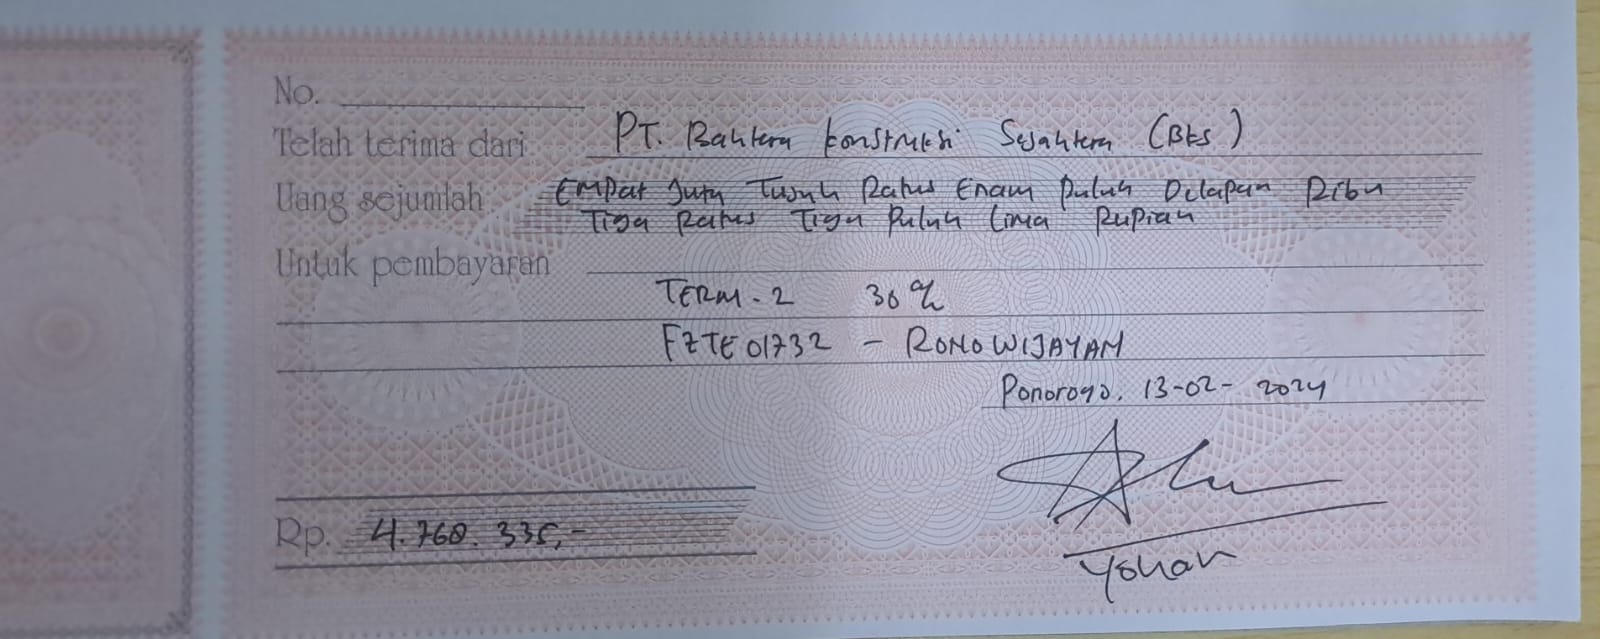 No.
Telah terima dari PT. Bahtera Konstruksi Sejahtera (BKS)
Uang sejumlah Empat Juta Tujuh Ratus Enam Puluh Delapan Ribu
Tiga Ratus Tiga Puluh Lima Rupiah
Untuk pembayaran
TERM-2 30%
FZTE01732 - RONOWIJAYAN
Ponorogo. 13-02-2024
Rp. 4.768.335,-
Yohan